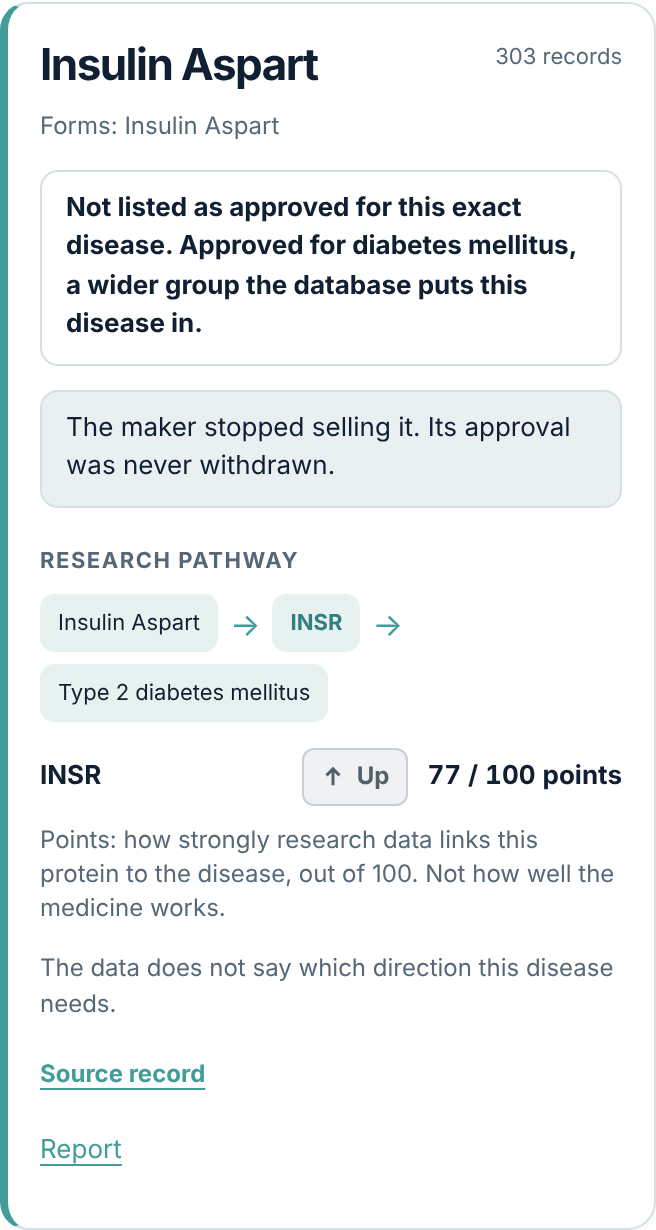 Insulin Aspart
303 records
Forms: Insulin Aspart
Not listed as approved for this exact
disease. Approved for diabetes mellitus,
a wider group the database puts this
disease in.
The maker stopped selling it. Its approval
was never withdrawn.
RESEARCH PATHWAY
Insulin Aspart → INSR →
Type 2 diabetes mellitus
INSR ↑ Up 77 / 100 points
Points: how strongly research data links this
protein to the disease, out of 100. Not how well the
medicine works.
The data does not say which direction this disease
needs.
Source record
Report